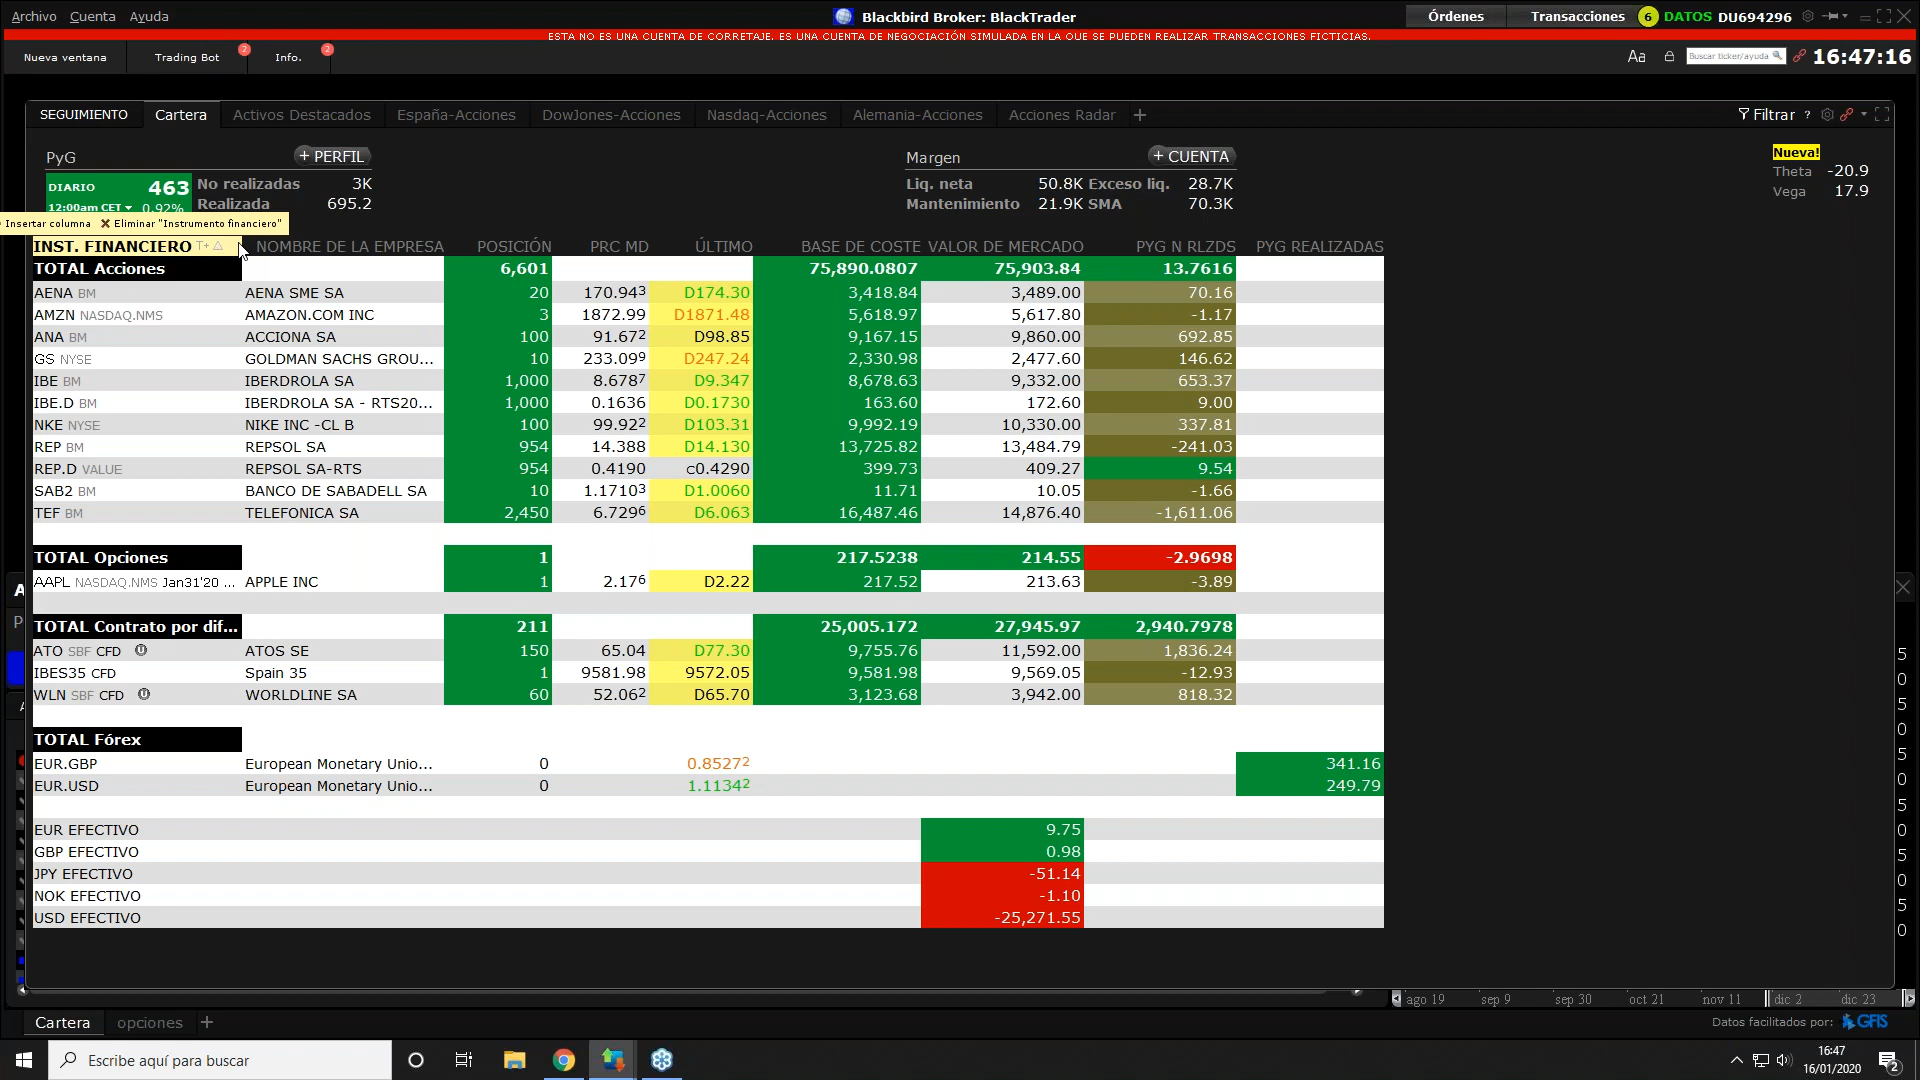 Archivo Cuenta Ayuda
Blackbird Broker: BlackTrader
Órdenes Transacciones 6 DATOS DU694296
ESTA NO ES UNA CUENTA DE CORRETAJE. ES UNA CUENTA DE NEGOCIACIÓN SIMULADA EN LA QUE SE PUEDEN REALIZAR TRANSACCIONES FICTICIAS.
Nueva ventana Trading Bot 2 Info. 2
Aa Buscar ticker/ayuda 16:47:16
SEGUIMIENTO Cartera Activos Destacados España-Acciones DowJones-Acciones Nasdaq-Acciones Alemania-Acciones Acciones Radar + Filtrar ?
PyG + PERFIL Margen + CUENTA Nueva!
DIARIO 463 No realizadas 3K Liq. neta 50.8K Exceso liq. 28.7K Theta -20.9
12:00am CET 0.92% Realizada 695.2 Mantenimiento 21.9K SMA 70.3K Vega 17.9
Insertar columna Eliminar "Instrumento financiero"
INST. FINANCIERO T+ NOMBRE DE LA EMPRESA POSICIÓN PRC MD ÚLTIMO BASE DE COSTE VALOR DE MERCADO PYG N RLZDS PYG REALIZADAS
TOTAL Acciones 6,601 75,890.0807 75,903.84 13.7616
AENA BM AENA SME SA 20 170.943 D174.30 3,418.84 3,489.00 70.16
AMZN NASDAQ.NMS AMAZON.COM INC 3 1872.99 D1871.48 5,618.97 5,617.80 -1.17
ANA BM ACCIONA SA 100 91.672 D98.85 9,167.15 9,860.00 692.85
GS NYSE GOLDMAN SACHS GROU... 10 233.099 D247.24 2,330.98 2,477.60 146.62
IBE BM IBERDROLA SA 1,000 8.6787 D9.347 8,678.63 9,332.00 653.37
IBE.D BM IBERDROLA SA - RTS20... 1,000 0.1636 D0.1730 163.60 172.60 9.00
NKE NYSE NIKE INC -CL B 100 99.922 D103.31 9,992.19 10,330.00 337.81
REP BM REPSOL SA 954 14.388 D14.130 13,725.82 13,484.79 -241.03
REP.D VALUE REPSOL SA-RTS 954 0.4190 c0.4290 399.73 409.27 9.54
SAB2 BM BANCO DE SABADELL SA 10 1.17103 D1.0060 11.71 10.05 -1.66
TEF BM TELEFONICA SA 2,450 6.7296 D6.063 16,487.46 14,876.40 -1,611.06
TOTAL Opciones 1 217.5238 214.55 -2.9698
AAPL NASDAQ.NMS Jan31'20 ... APPLE INC 1 2.176 D2.22 217.52 213.63 -3.89
TOTAL Contrato por dif... 211 25,005.172 27,945.97 2,940.7978
ATO SBF CFD ATOS SE 150 65.04 D77.30 9,755.76 11,592.00 1,836.24
IBES35 CFD Spain 35 1 9581.98 9572.05 9,581.98 9,569.05 -12.93
WLN SBF CFD WORLDLINE SA 60 52.062 D65.70 3,123.68 3,942.00 818.32
TOTAL Fórex
EUR.GBP European Monetary Unio... 0 0.85272 341.16
EUR.USD European Monetary Unio... 0 1.11342 249.79
EUR EFECTIVO 9.75
GBP EFECTIVO 0.98
JPY EFECTIVO -51.14
NOK EFECTIVO -1.10
USD EFECTIVO -25,271.55
5
0
5
0
5
0
5
0
5
0
5
0
ago 19 sep 9 sep 30 oct 21 nov 11 dic 2 dic 23
Cartera opciones + Datos facilitados por: GFIS
Escribe aquí para buscar
16:47
16/01/2020
2